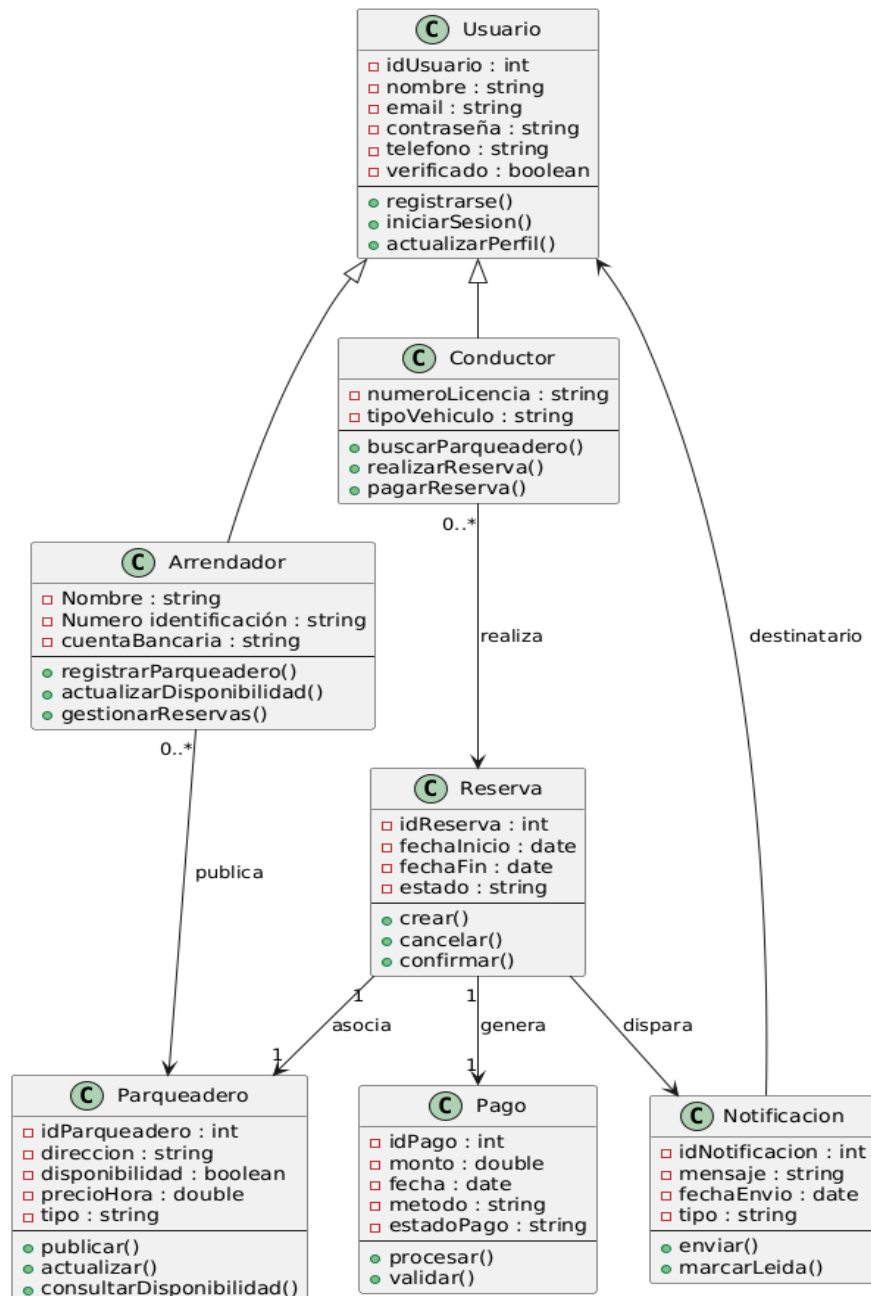 C Usuario
idUsuario : int
nombre : string
email : string
contraseña : string
telefono : string
verificado : boolean
registrarse()
iniciarSesion()
actualizarPerfil()
C Conductor
numeroLicencia : string
tipoVehiculo : string
buscarParqueadero()
realizarReserva()
pagarReserva()
0..*
C Arrendador
Nombre : string
Numero identificación : string
cuentaBancaria : string
registrarParqueadero()
actualizarDisponibilidad()
gestionarReservas()
0..*
realiza
destinatario
C Reserva
idReserva : int
fechaInicio : date
fechaFin : date
estado : string
crear()
cancelar()
confirmar()
publica
1
asocia
1
1
genera
1
dispara
C Parqueadero
idParqueadero : int
direccion : string
disponibilidad : boolean
precioHora : double
tipo : string
publicar()
actualizar()
consultarDisponibilidad()
C Pago
idPago : int
monto : double
fecha : date
metodo : string
estadoPago : string
procesar()
validar()
C Notificacion
idNotificacion : int
mensaje : string
fechaEnvio : date
tipo : string
enviar()
marcarLeida()